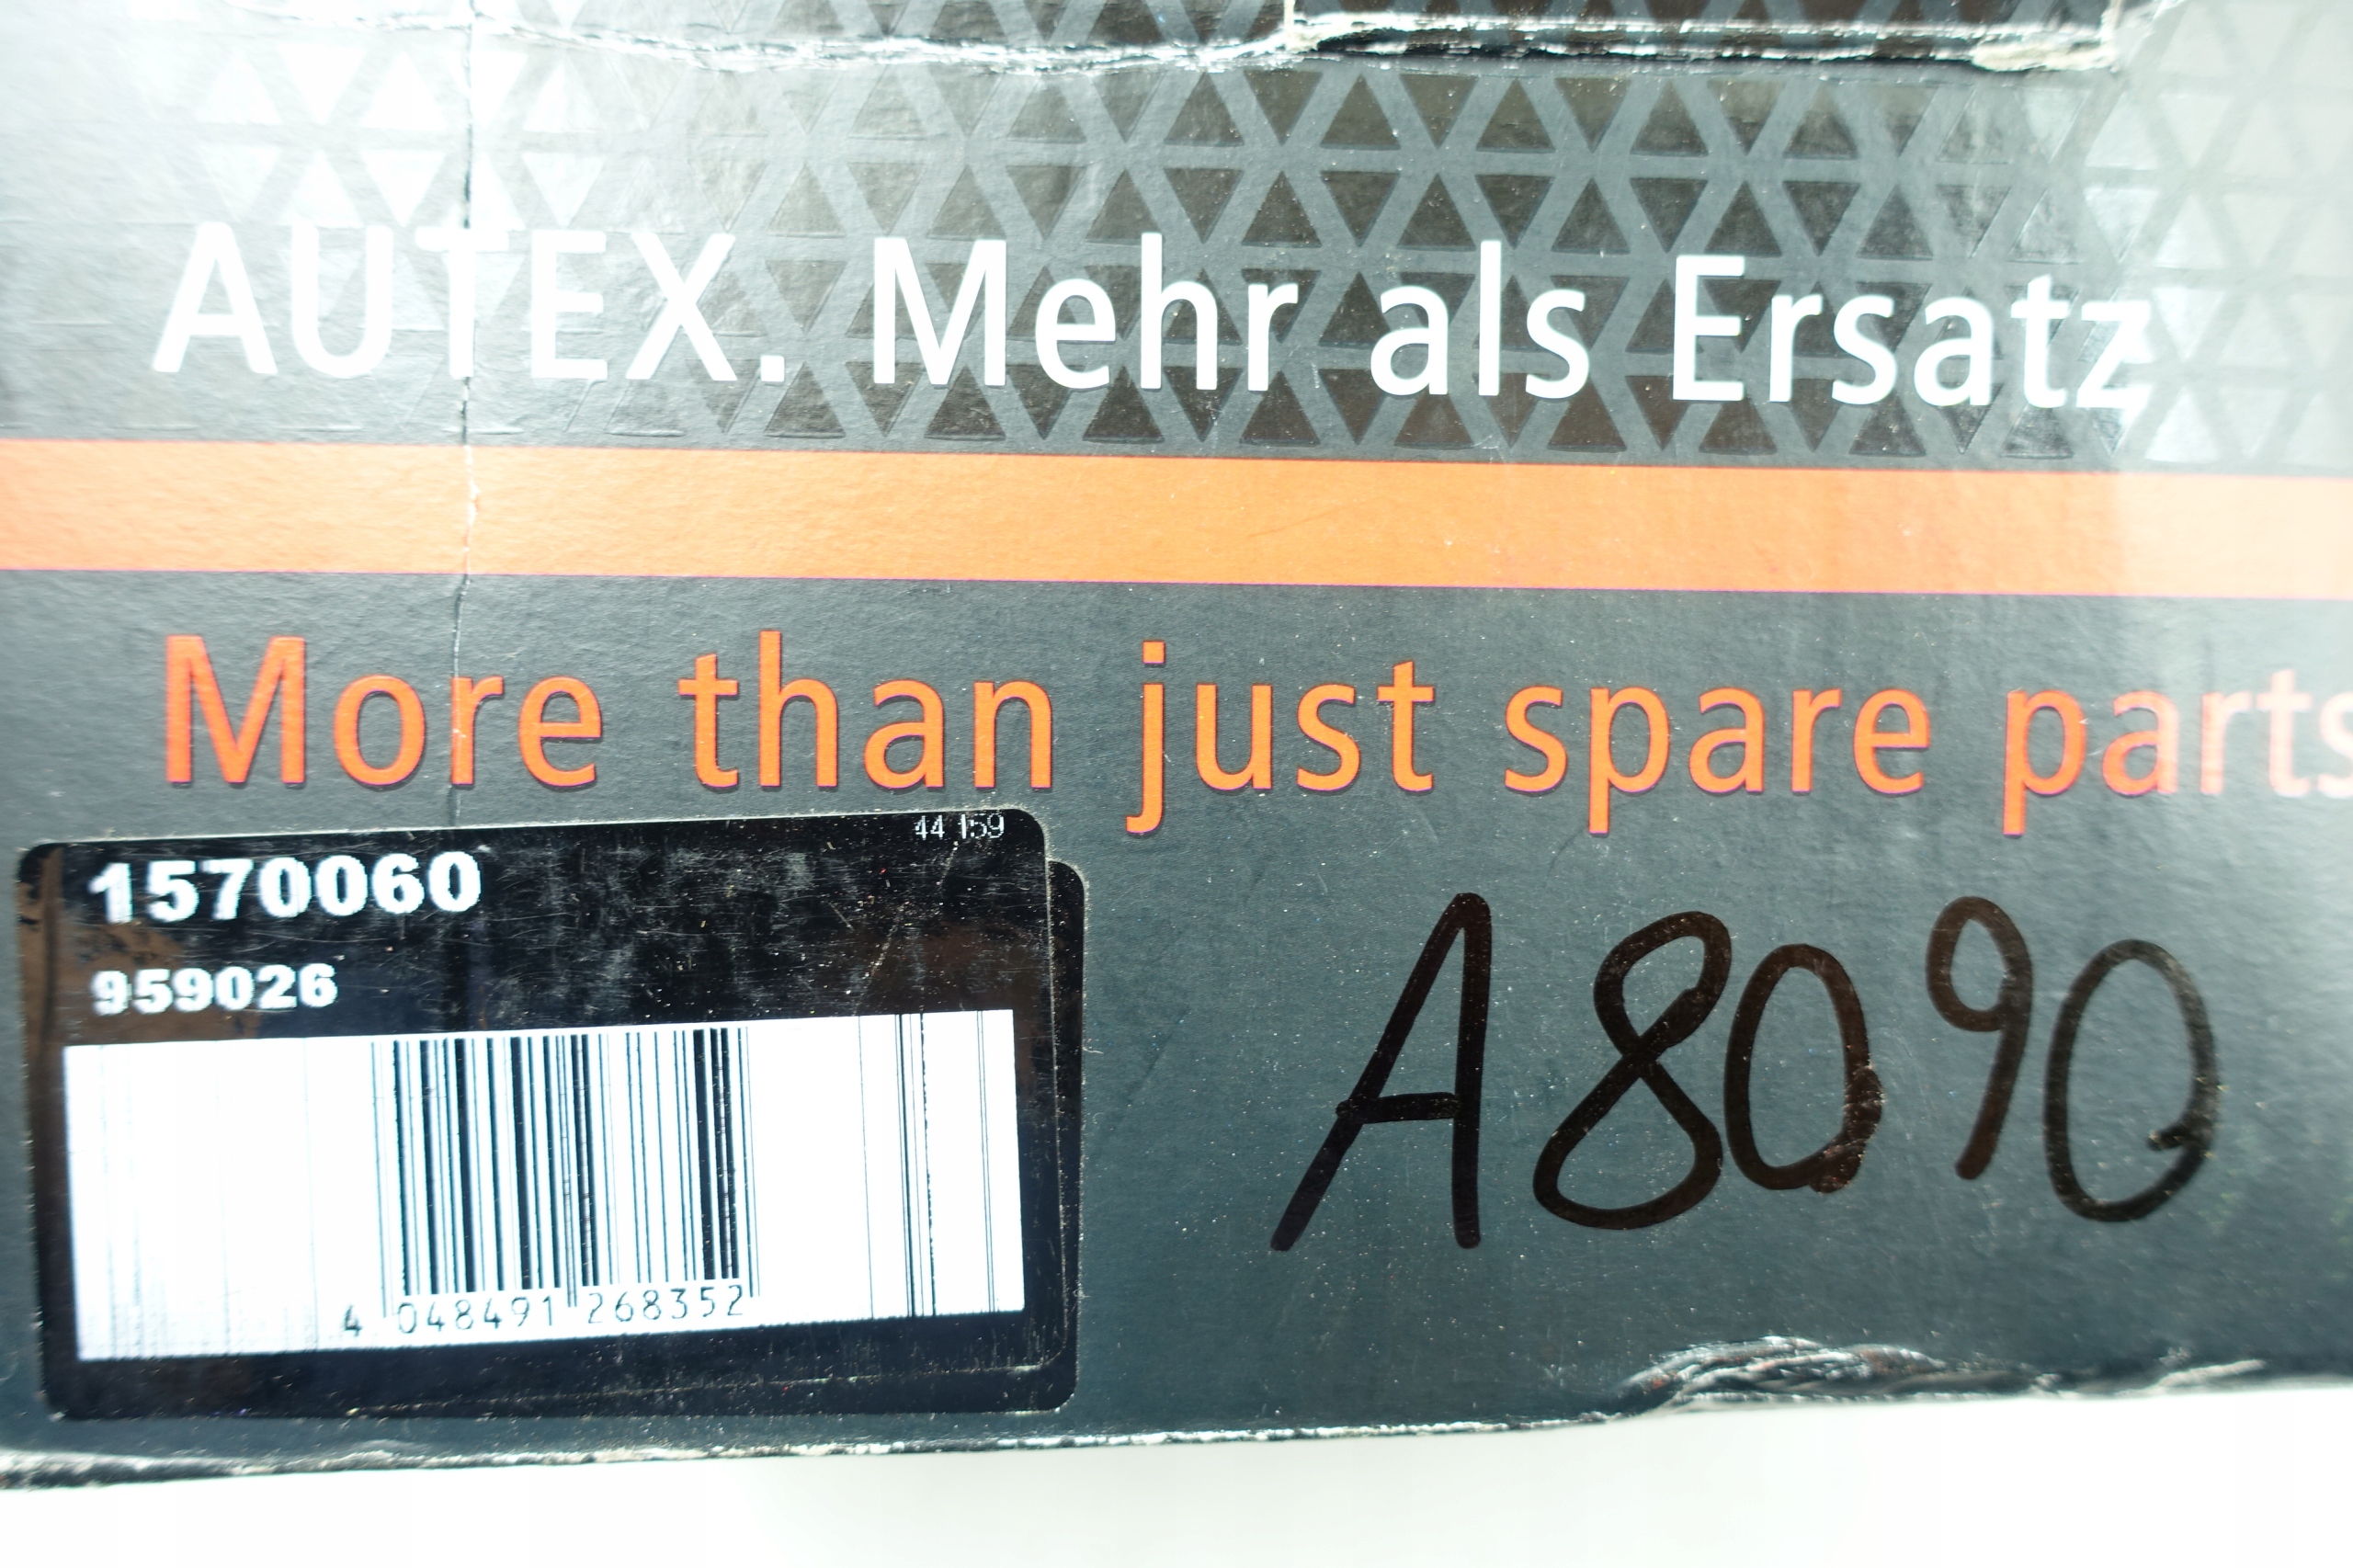 AUTEX. Mehr als Ersatz
More than just spare parts
44 159
1570060
959026
4 048491 268352
A8090